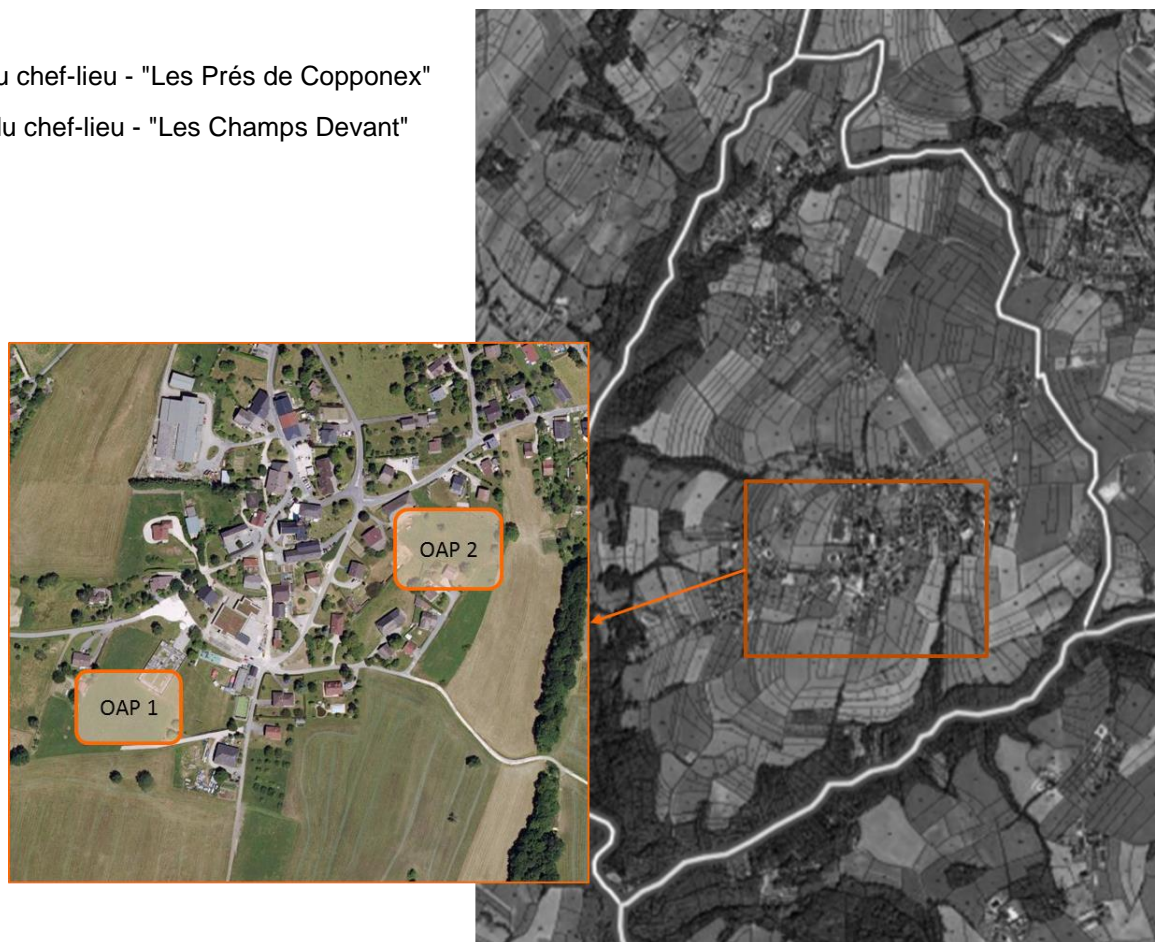 u chef-lieu - "Les Prés de Copponex"
du chef-lieu - "Les Champs Devant"
OAP 2
OAP 1